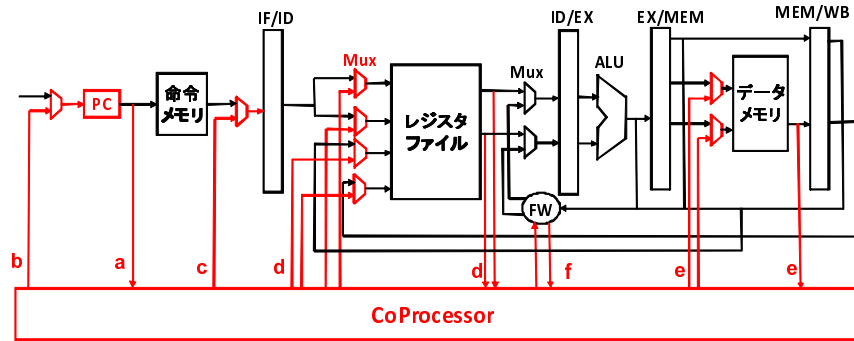 IF/ID
ID/EX
EX/MEM
MEM/WB
Mux
Mux
ALU
PC
命令
メモリ
レジスタ
ファイル
データ
メモリ
FW
b
a
c
d
d
f
e
e
CoProcessor